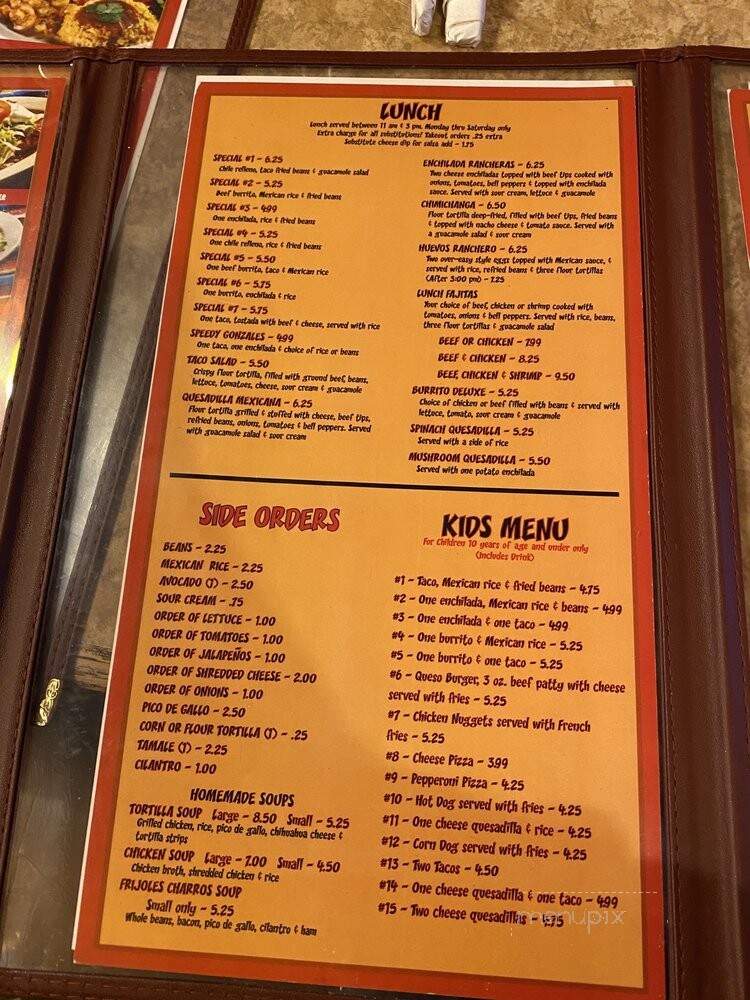 LUNCH
Lunch served between 11 am & 3 pm, Monday thru Saturday only
Extra charge for all substitutions! Takeout orders .25 extra
Substitute cheese dip for salsa add - 1.75
SPECIAL #1 - 6.25
Chile relleno, taco fried beans & guacamole salad
SPECIAL #2 - 5.25
Beef burrito, Mexican rice & fried beans
SPECIAL #3 - 4.99
One enchilada, rice & fried beans
SPECIAL #4 - 5.25
One chile relleno, rice & fried beans
SPECIAL #5 - 5.50
One beef burrito, taco & Mexican rice
SPECIAL #6 - 5.75
One burrito, enchilada & rice
SPECIAL #7 - 5.75
One taco, tostada with beef & cheese, served with rice
SPEEDY GONZALES - 4.99
One taco, one enchilada & choice of rice or beans
TACO SALAD - 5.50
Crispy flour tortilla, filled with ground beef, beans,
lettuce, tomatoes, cheese, sour cream & guacamole
QUESADILLA MEXICANA - 6.25
Flour tortilla grilled & stuffed with cheese, beef tips,
refried beans, onions, tomatoes & bell peppers. Served
with guacamole salad & sour cream
ENCHILADA RANCHERAS - 6.25
Two cheese enchiladas topped with beef tips cooked with
onions, tomatoes, bell peppers & topped with enchilada
sauce. Served with sour cream, lettuce & guacamole
CHIMICHANGA - 6.50
Flour tortilla deep-fried, filled with beef tips, fried beans
& topped with nacho cheese & tomato sauce. Served with
a guacamole salad & sour cream
HUEVOS RANCHERO - 6.25
Two over-easy style eggs topped with Mexican sauce, &
served with rice, refried beans & three flour tortillas
(After 3:00 pm) - 7.25
LUNCH FAJITAS
Your choice of beef, chicken or shrimp cooked with
tomatoes, onions & bell peppers. Served with rice, beans,
three flour tortillas & guacamole salad
BEEF OR CHICKEN - 7.99
BEEF & CHICKEN - 8.25
BEEF, CHICKEN & SHRIMP - 9.50
BURRITO DELUXE - 5.25
Choice of chicken or beef filled with beans & served with
lettuce, tomato, sour cream & guacamole
SPINACH QUESADILLA - 5.25
Served with a side of rice
MUSHROOM QUESADILLA - 5.50
Served with one potato enchilada
SIDE ORDERS
BEANS - 2.25
MEXICAN RICE - 2.25
AVOCADO (1) - 2.50
SOUR CREAM - .75
ORDER OF LETTUCE - 1.00
ORDER OF TOMATOES - 1.00
ORDER OF JALAPEÑOS - 1.00
ORDER OF SHREDDED CHEESE - 2.00
ORDER OF ONIONS - 1.00
PICO DE GALLO - 2.50
CORN OR FLOUR TORTILLA (1) - .25
TAMALE (1) - 2.25
CILANTRO - 1.00
HOMEMADE SOUPS
TORTILLA SOUP Large - 8.50 Small - 5.25
Grilled chicken, rice, pico de gallo, chihuahua cheese &
tortilla strips
CHICKEN SOUP Large - 7.00 Small - 4.50
Chicken broth, shredded chicken & rice
FRIJOLES CHARROS SOUP
Small only - 5.25
Whole beans, bacon, pico de gallo, cilantro & ham
KIDS MENU
For Children 10 years of age and under only
(Includes Drink)
#1 - Taco, Mexican rice & fried beans - 4.75
#2 - One enchilada, Mexican rice & beans - 4.99
#3 - One enchilada & one taco - 4.99
#4 - One burrito & Mexican rice - 5.25
#5 - One burrito & one taco - 5.25
#6 - Queso Burger, 3 oz. beef patty with cheese
served with fries - 5.25
#7 - Chicken Nuggets served with French
fries - 5.25
#8 - Cheese Pizza - 3.99
#9 - Pepperoni Pizza - 4.25
#10 - Hot Dog served with fries - 4.25
#11 - One cheese quesadilla & rice - 4.25
#12 - Corn Dog served with fries - 4.25
#13 - Two Tacos - 4.50
#14 - One cheese quesadilla & one taco - 4.99
#15 - Two cheese quesadillas - 4.75
menupix